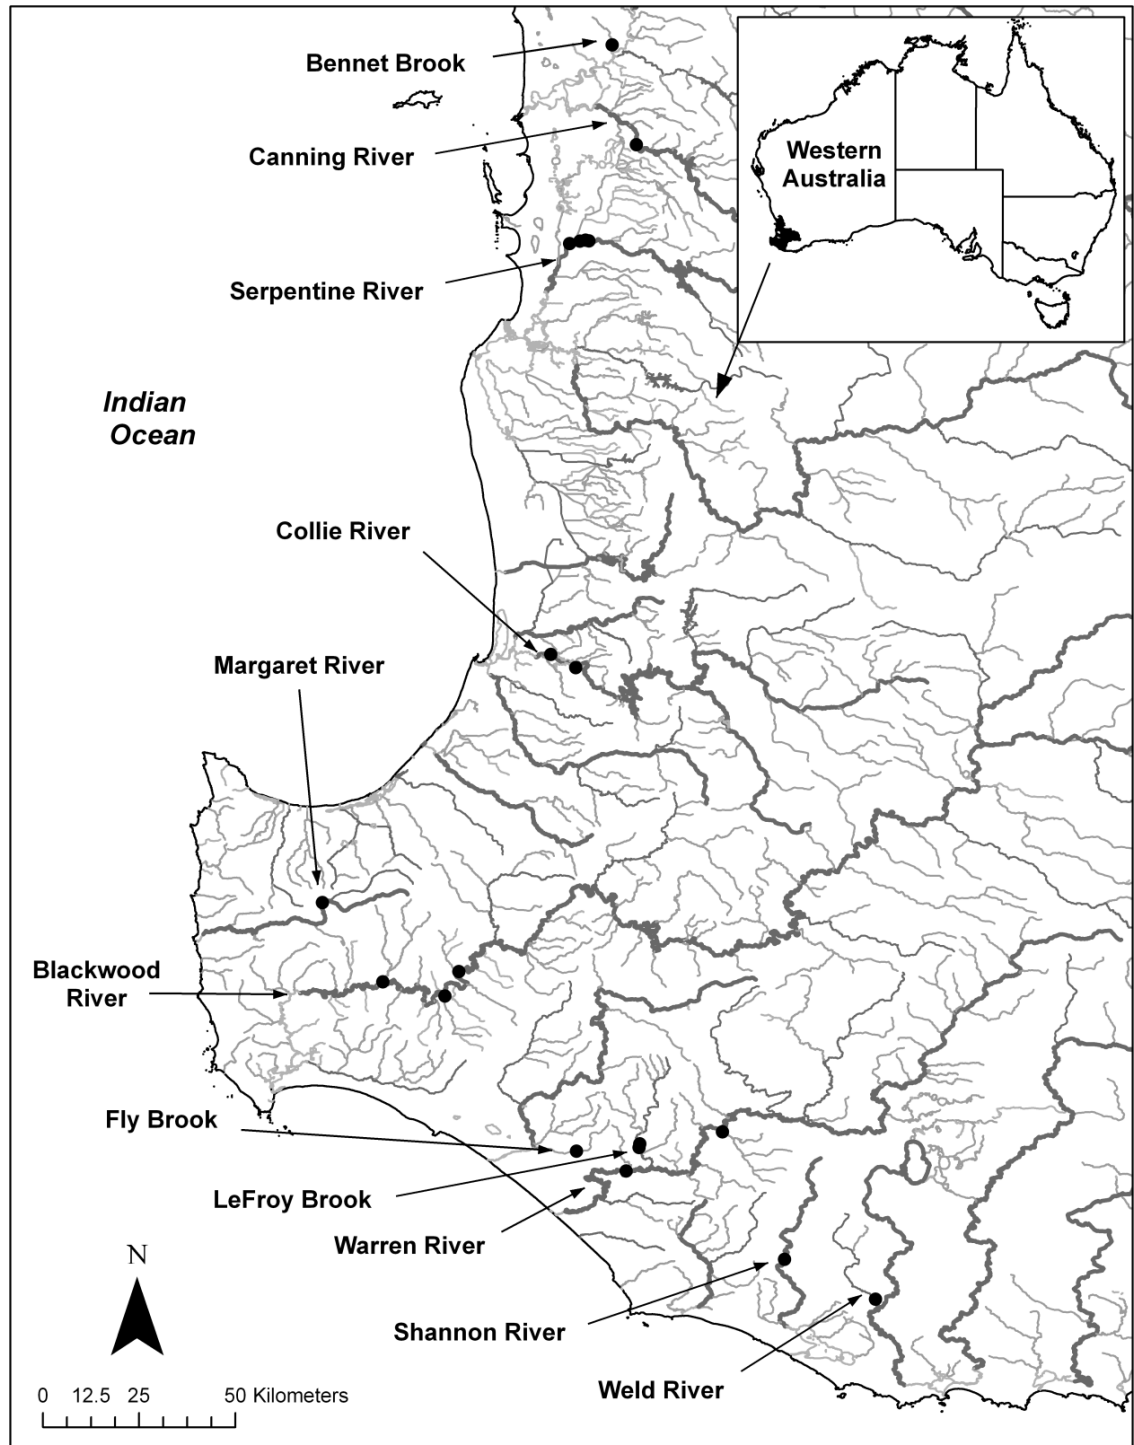 Bennet Brook
Canning River
Western
Australia
Serpentine River
Indian
Ocean
Collie River
Margaret River
Blackwood
River
Fly Brook
LeFroy Brook
Warren River
N
Shannon River
Weld River
0 12.5 25 50 Kilometers